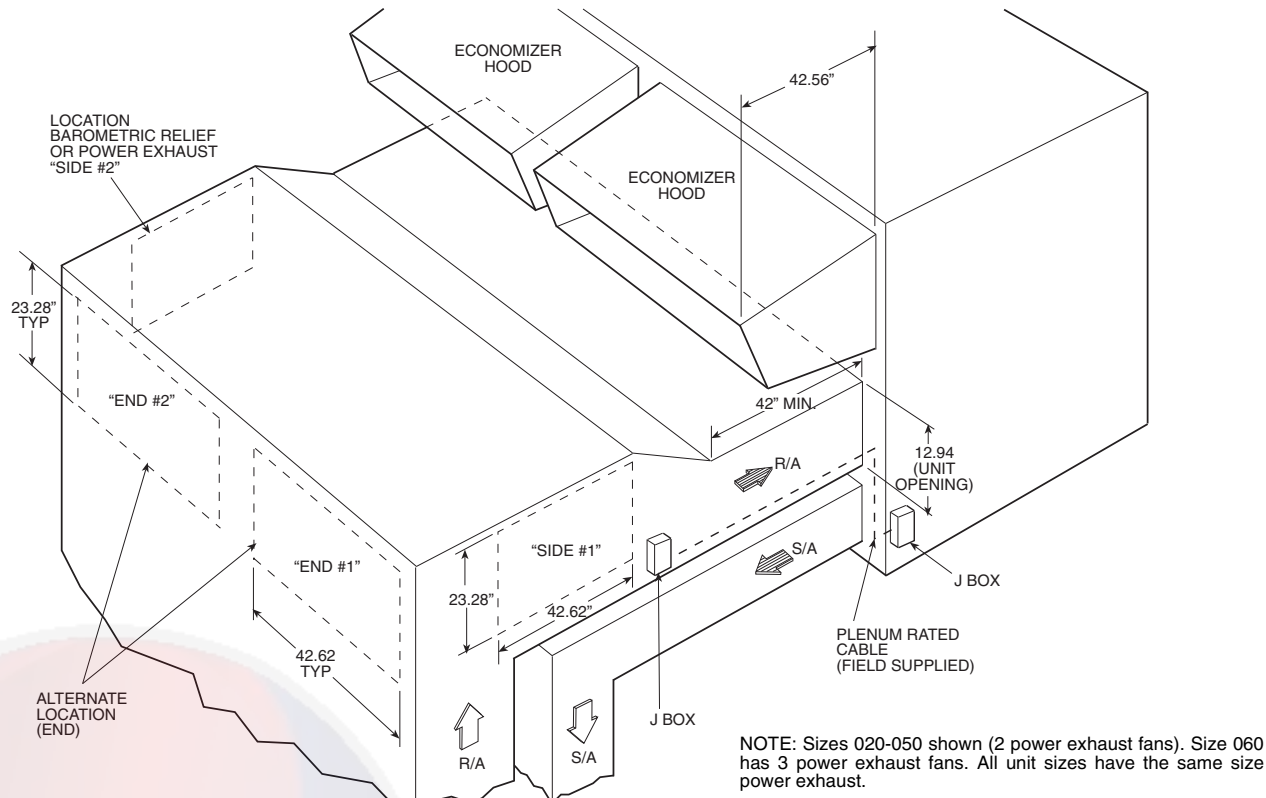 ECONOMIZER
HOOD
42.56”
LOCATION
BAROMETRIC RELIEF
OR POWER EXHAUST
“SIDE #2”
ECONOMIZER
HOOD
23.28”
TYP
“END #2”
42” MIN.
R/A
12.94
(UNIT
OPENING)
“SIDE #1”
“END #1”
S/A
J BOX
23.28”
42.62”
PLENUM RATED
CABLE
(FIELD SUPPLIED)
42.62
TYP
ALTERNATE
LOCATION
(END)
J BOX
R/A
S/A
NOTE: Sizes 020-050 shown (2 power exhaust fans). Size 060
has 3 power exhaust fans. All unit sizes have the same size
power exhaust.